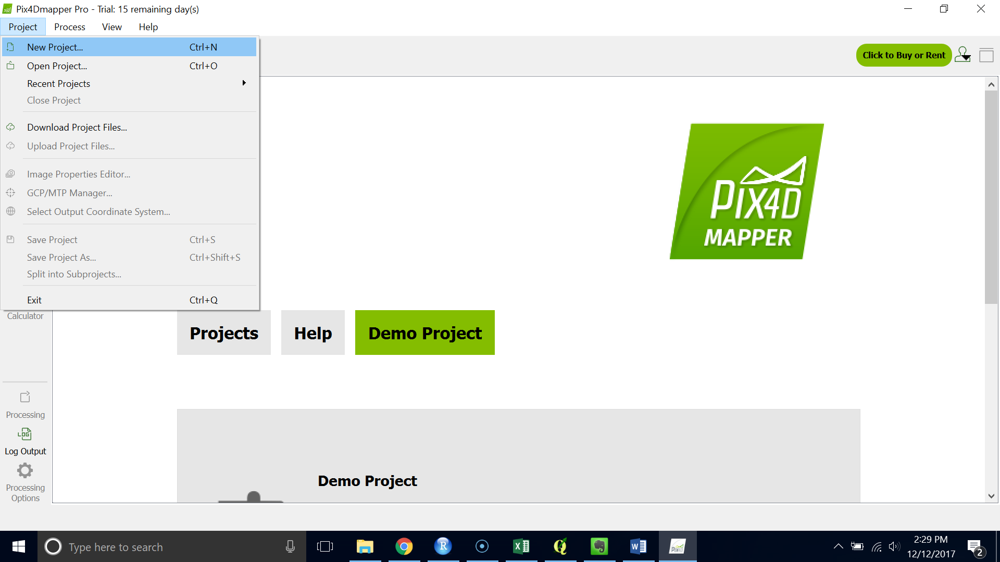 Pix4Dmapper Pro - Trial: 15 remaining day(s)
Project Process View Help
New Project... Ctrl+N
Open Project... Ctrl+O
Recent Projects
Close Project
Download Project Files...
Upload Project Files...
Image Properties Editor...
GCP/MTP Manager...
Select Output Coordinate System...
Save Project Ctrl+S
Save Project As... Ctrl+Shift+S
Split into Subprojects...
Exit Ctrl+Q
Click to Buy or Rent
PIX4D
MAPPER
Calculator
Projects Help Demo Project
Processing
LOG
Log Output
Processing
Options
Demo Project
Type here to search
R
X
W
PIX4D
2:29 PM
12/12/2017
2